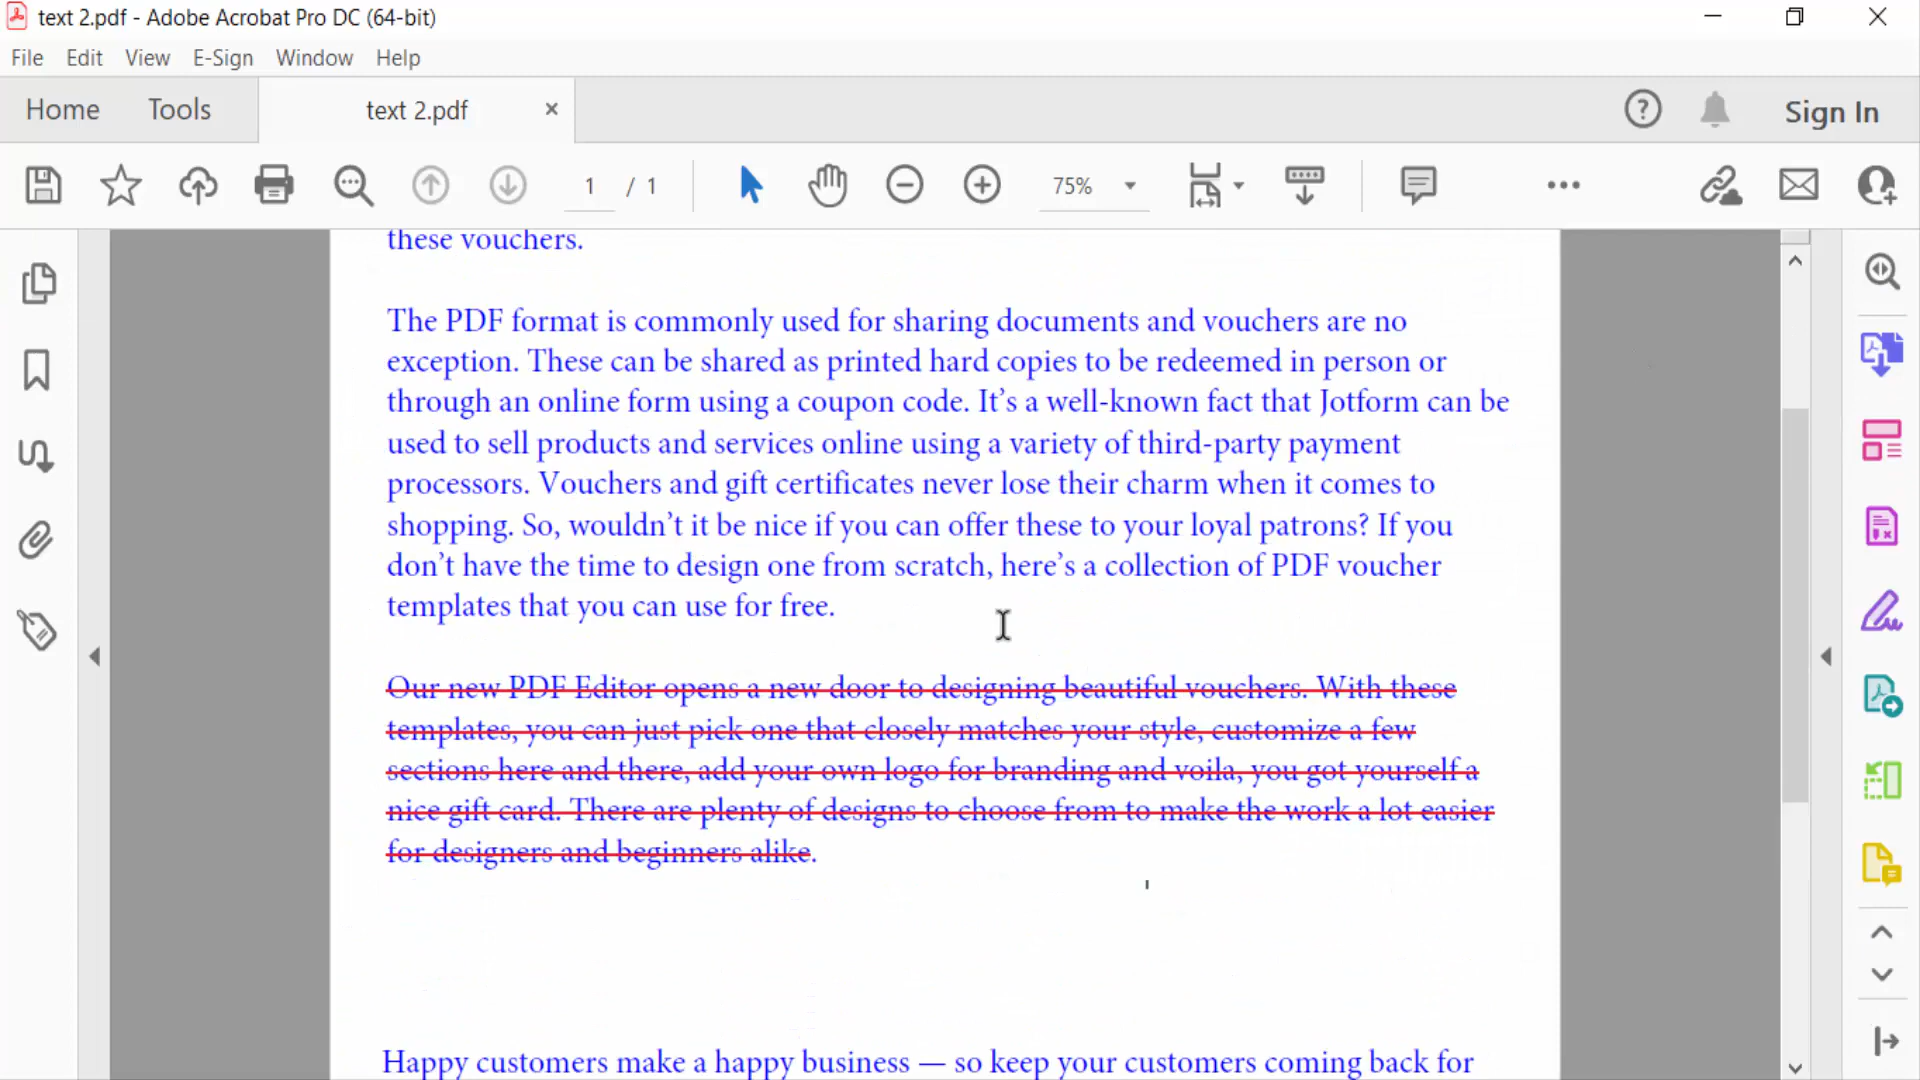 text 2.pdf - Adobe Acrobat Pro DC (64-bit)
File Edit View E-Sign Window Help
Home Tools text 2.pdf × Sign In
1 / 1 75%
these vouchers.
The PDF format is commonly used for sharing documents and vouchers are no
exception. These can be shared as printed hard copies to be redeemed in person or
through an online form using a coupon code. It’s a well-known fact that Jotform can be
used to sell products and services online using a variety of third-party payment
processors. Vouchers and gift certificates never lose their charm when it comes to
shopping. So, wouldn’t it be nice if you can offer these to your loyal patrons? If you
don’t have the time to design one from scratch, here’s a collection of PDF voucher
templates that you can use for free.
Our new PDF Editor opens a new door to designing beautiful vouchers. With these
templates, you can just pick one that closely matches your style, customize a few
sections here and there, add your own logo for branding and voila, you got yourself a
nice gift card. There are plenty of designs to choose from to make the work a lot easier
for designers and beginners alike.
Happy customers make a happy business — so keep your customers coming back for